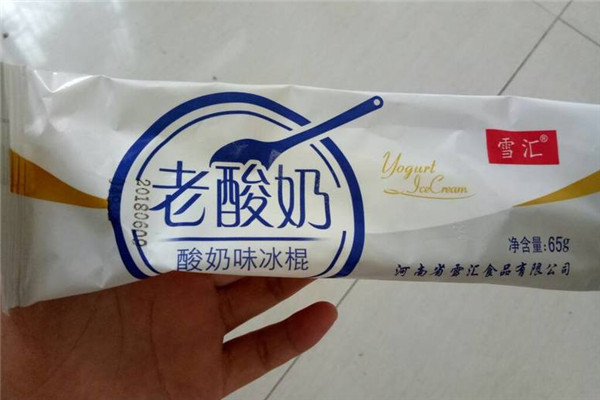 雪汇®
Yogurt
IceCream
老酸奶
酸奶味冰棍
20180609
净含量:65g
河南省雪汇食品有限公司